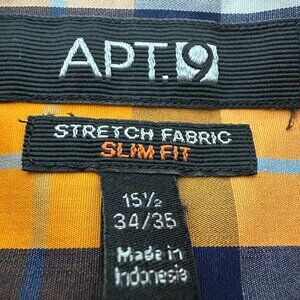 APT.9
STRETCH FABRIC
SLIM FIT
15½
34/35
Made in
Indonesia